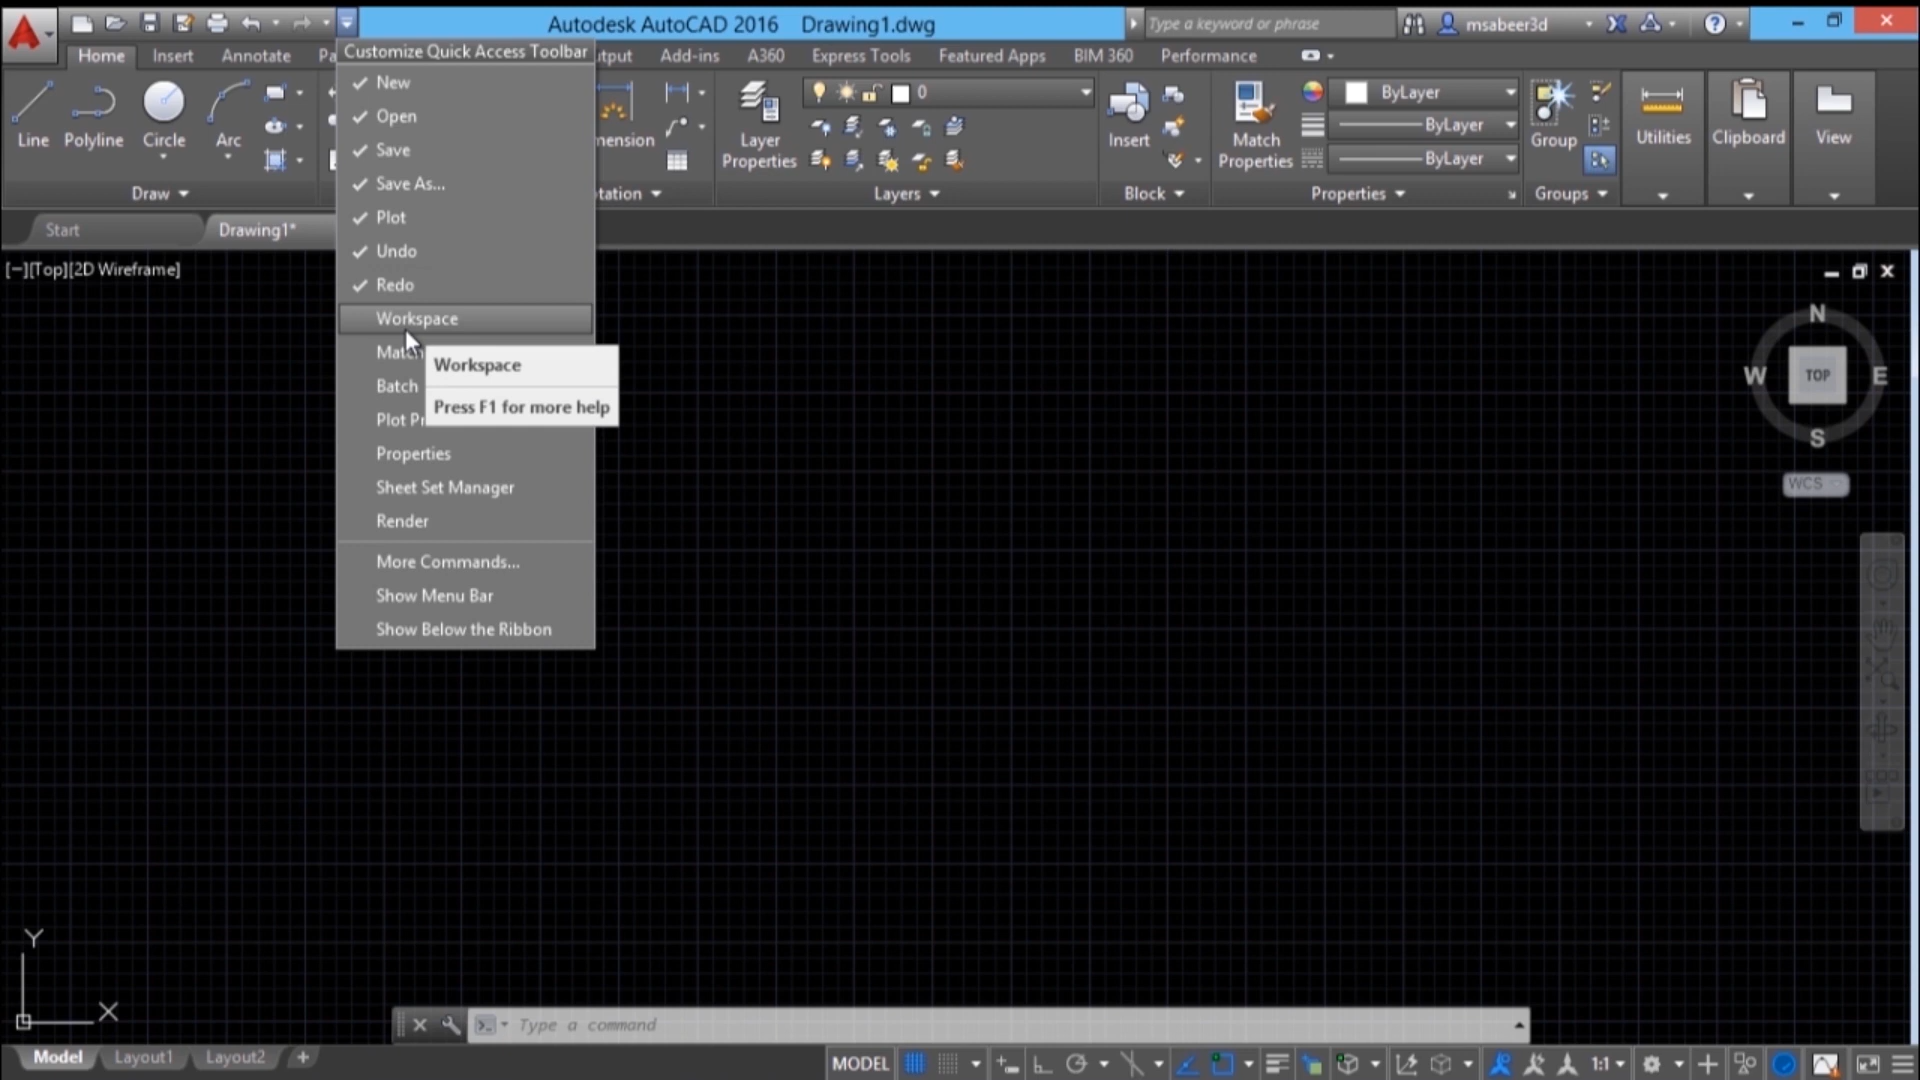 Autodesk AutoCAD 2016 Drawing1.dwg
Type a keyword or phrase
msabeer3d
Customize Quick Access Toolbar
Home Insert Annotate Add-ins A360 Express Tools Featured Apps BIM 360 Performance
New
Open
Save
Save As...
Plot
Undo
Redo
Workspace
Batch
Properties
Sheet Set Manager
Render
More Commands...
Show Menu Bar
Show Below the Ribbon
Workspace
Press F1 for more help
Line Polyline Circle Arc
Draw
Layer Properties
0
Layers
Insert
Block
Match Properties
ByLayer
ByLayer
ByLayer
Properties
Group
Groups
Utilities
Clipboard
View
Start Drawing1*
[−][Top][2D Wireframe]
N
W TOP E
S
WCS
Y
X
Type a command
Model Layout1 Layout2 +
MODEL 1:1